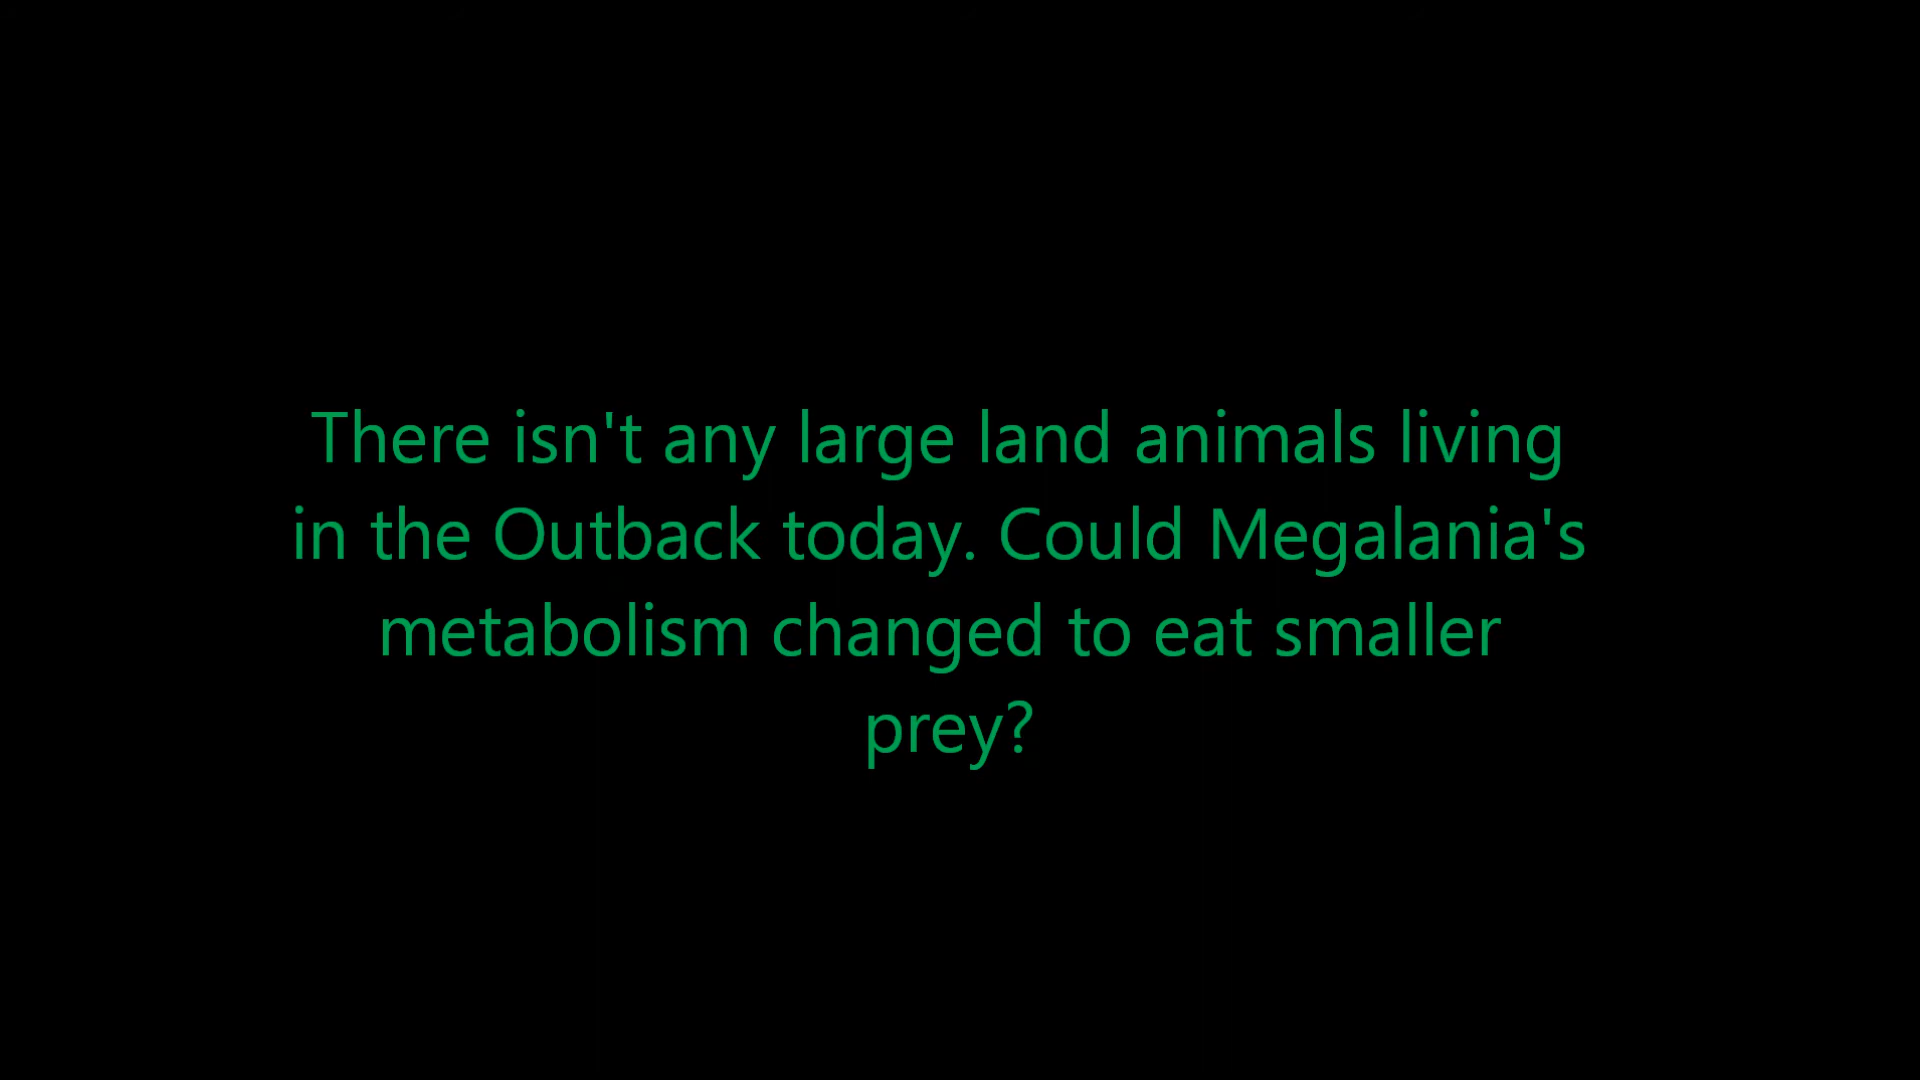 There isn't any large land animals living
in the Outback today. Could Megalania's
metabolism changed to eat smaller
prey?